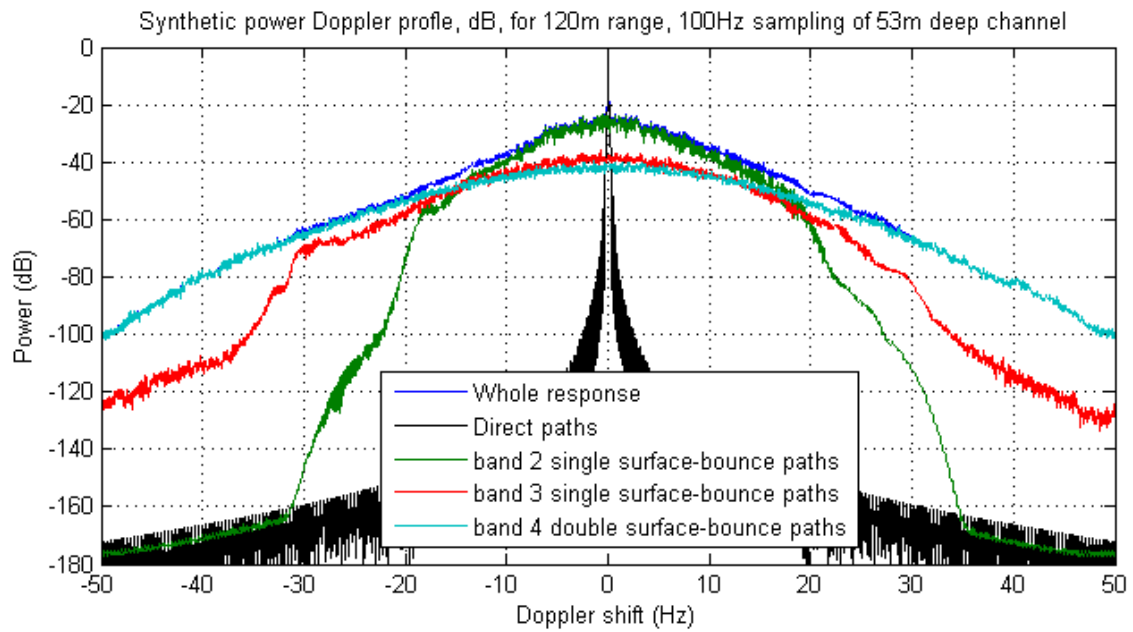 Synthetic power Doppler profle, dB, for 120m range, 100Hz sampling of 53m deep channel
0
-20
-40
-60
-80
-100
-120
-140
-160
-180
Power (dB)
Whole response
Direct paths
band 2 single surface-bounce paths
band 3 single surface-bounce paths
band 4 double surface-bounce paths
-50 -40 -30 -20 -10 0 10 20 30 40 50
Doppler shift (Hz)